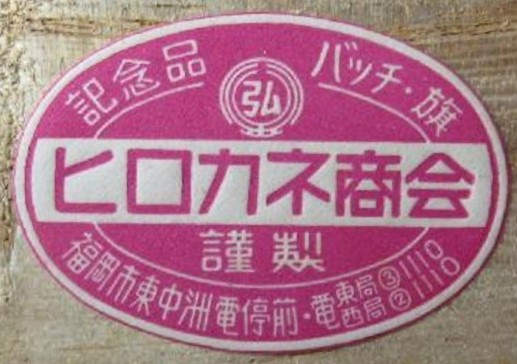 記念品
バッチ・旗
弘
ヒロカネ商会
謹製
福岡市東中洲電停前・電東局③1110西局②1110